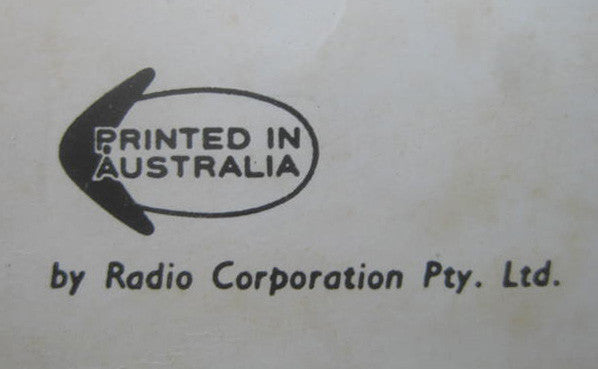 PRINTED IN
AUSTRALIA
by Radio Corporation Pty. Ltd.